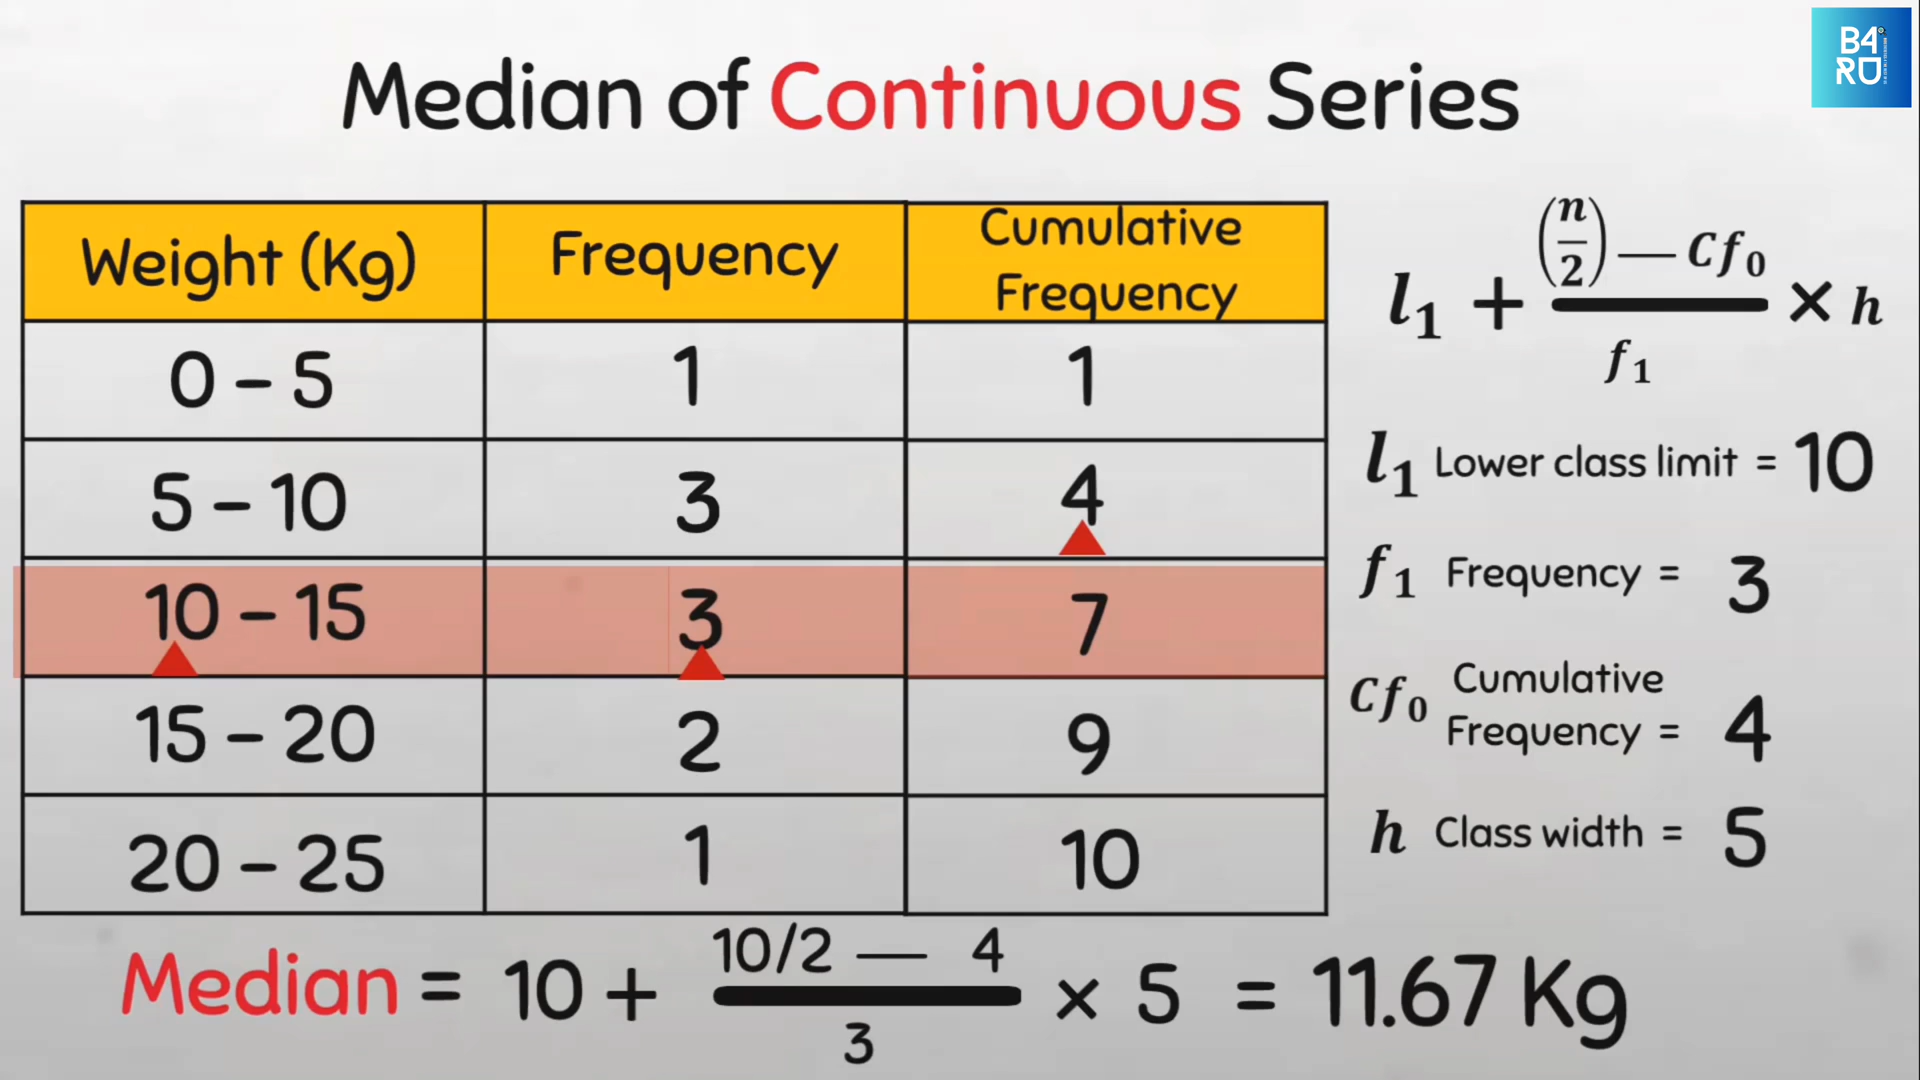 B4
RU
Median of Continuous Series
Weight (Kg) Frequency Cumulative Frequency
0 – 5 1 1
5 – 10 3 4
10 – 15 3 7
15 – 20 2 9
20 – 25 1 10
l₁ + (n/2) — Cf₀ / f₁ × h
l₁ Lower class limit = 10
f₁ Frequency = 3
Cf₀ Cumulative Frequency = 4
h Class width = 5
Median = 10 + 10/2 — 4 / 3 × 5 = 11.67 Kg